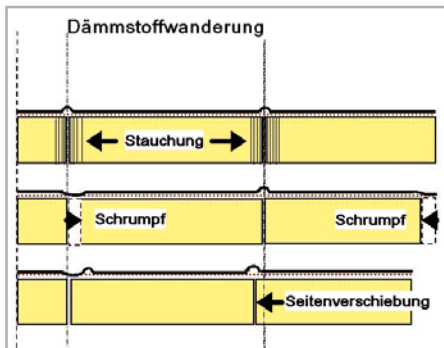 Dämmstoffwanderung
Stauchung
Schrumpf Schrumpf
Seitenverschiebung